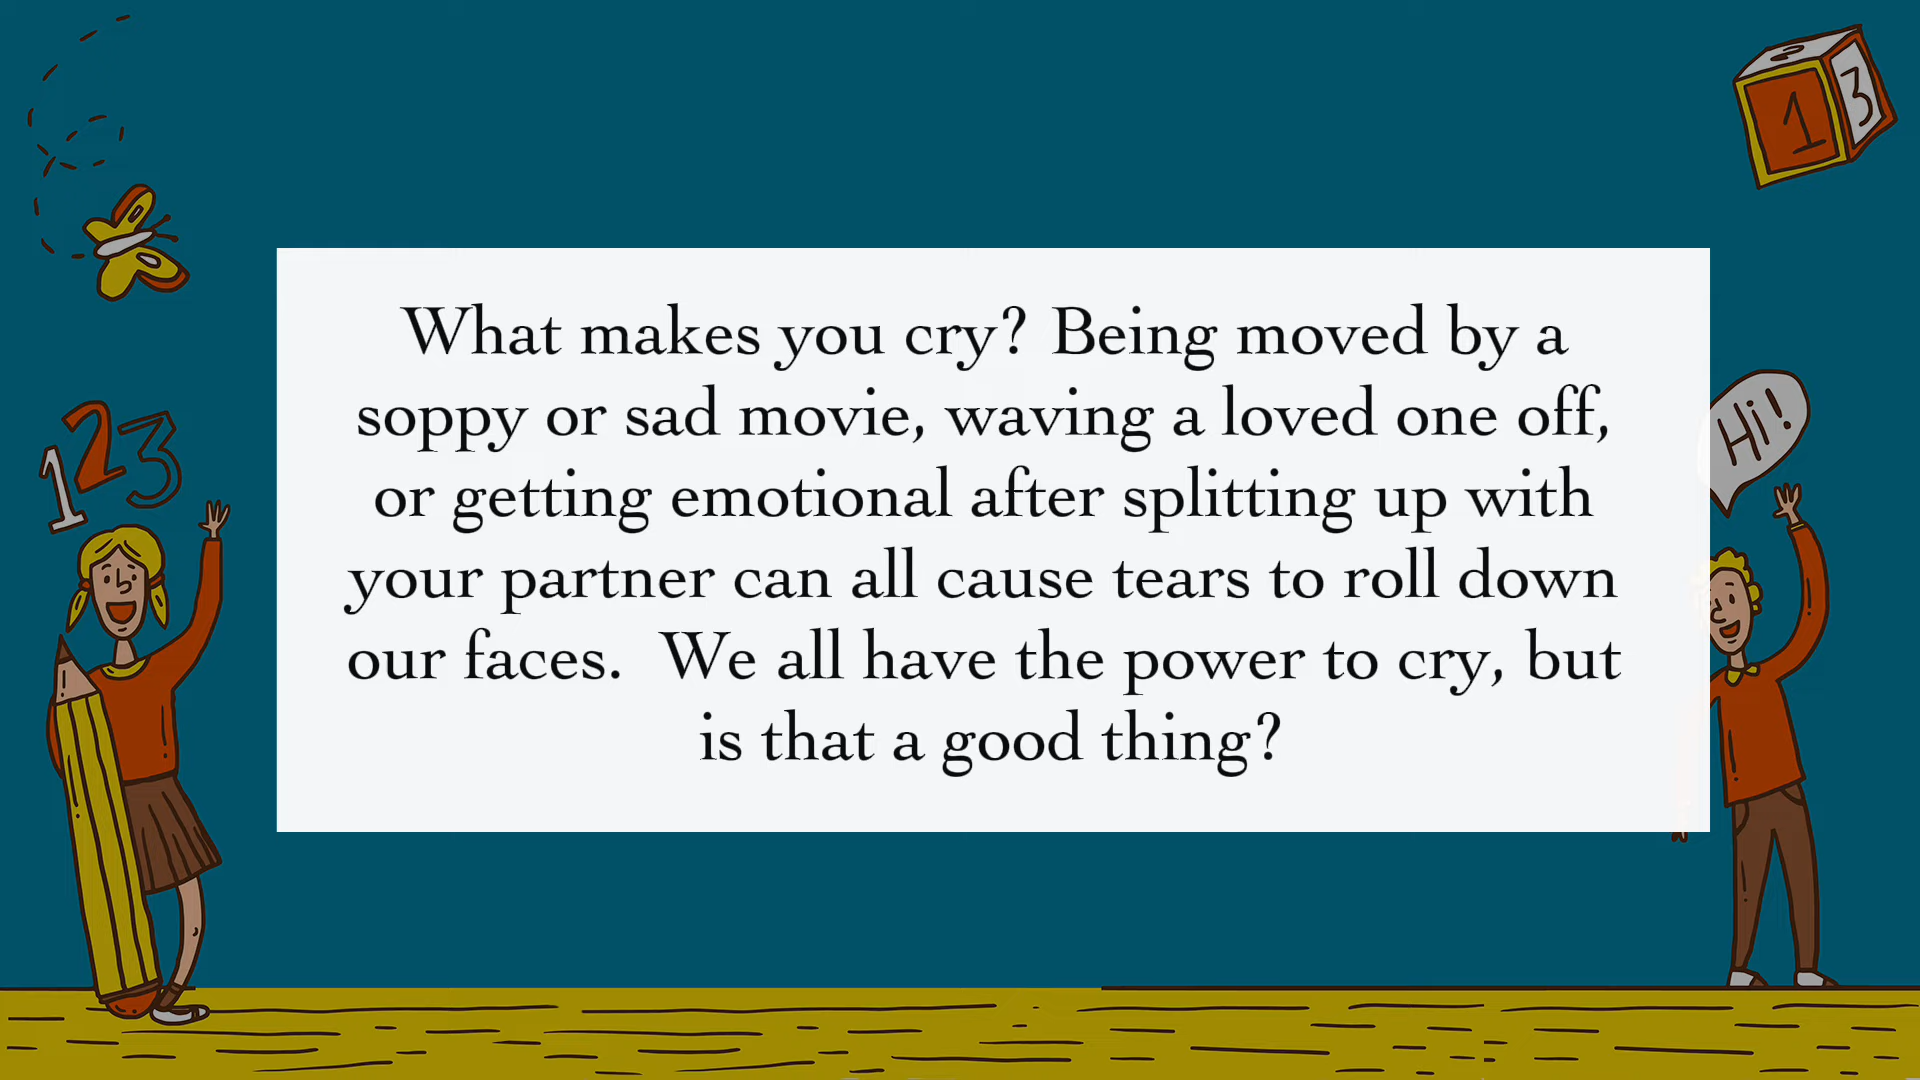 1 3
What makes you cry? Being moved by a
soppy or sad movie, waving a loved one off,
or getting emotional after splitting up with
your partner can all cause tears to roll down
our faces.  We all have the power to cry, but
is that a good thing?
123
Hi!